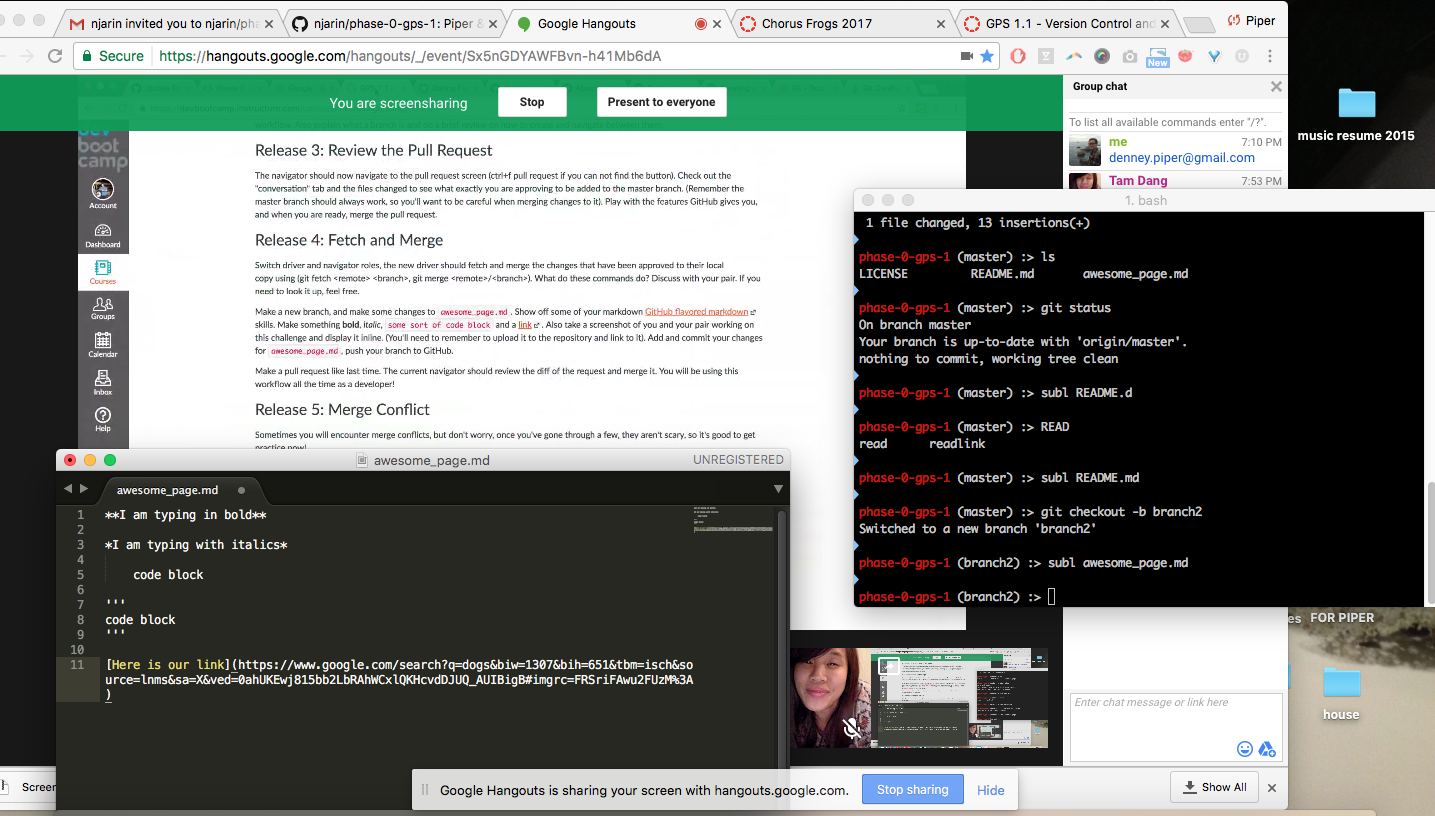 njarin invited you to njarin/pha
njarin/phase-0-gps-1: Piper &
Google Hangouts
Chorus Frogs 2017
GPS 1.1 - Version Control and
Piper
Secure
https://hangouts.google.com/hangouts/_/event/Sx5nGDYAWFBvn-h41Mb6dA
New
You are screensharing
Stop
Present to everyone
Group chat
To list all available commands enter "/?".
me
7:10 PM
denney.piper@gmail.com
Tam Dang
7:53 PM
music resume 2015
dev
boot
camp
Account
Dashboard
Courses
Groups
Calendar
Inbox
Help
Release 3: Review the Pull Request
The navigator should now navigate to the pull request screen (ctrl+f pull request if you can not find the button). Check out the
"conversation" tab and the files changed to see what exactly you are approving to be added to the master branch. (Remember the
master branch should always work, so you'll want to be careful when merging changes to it). Play with the features GitHub gives you,
and when you are ready, merge the pull request.
Release 4: Fetch and Merge
Switch driver and navigator roles, the new driver should fetch and merge the changes that have been approved to their local
copy using (git fetch <remote> <branch>, git merge <remote>/<branch>). What do these commands do? Discuss with your pair. If you
need to look it up, feel free.
Make a new branch, and make some changes to awesome_page.md . Show off some of your markdown GitHub flavored markdown
skills. Make something bold, italic, some sort of code block and a link . Also take a screenshot of you and your pair working on
this challenge and display it inline. (You'll need to remember to upload it to the repository and link to it). Add and commit your changes
for awesome_page.md , push your branch to GitHub.
Make a pull request like last time. The current navigator should review the diff of the request and merge it. You will be using this
workflow all the time as a developer!
Release 5: Merge Conflict
Sometimes you will encounter merge conflicts, but don't worry, once you've gone through a few, they aren't scary, so it's good to get
practice now!
1. bash
1 file changed, 13 insertions(+)
phase-0-gps-1 (master) :> ls
LICENSE README.md awesome_page.md
phase-0-gps-1 (master) :> git status
On branch master
Your branch is up-to-date with 'origin/master'.
nothing to commit, working tree clean
phase-0-gps-1 (master) :> subl README.d
phase-0-gps-1 (master) :> READ
read readlink
phase-0-gps-1 (master) :> subl README.md
phase-0-gps-1 (master) :> git checkout -b branch2
Switched to a new branch 'branch2'
phase-0-gps-1 (branch2) :> subl awesome_page.md
phase-0-gps-1 (branch2) :>
awesome_page.md
UNREGISTERED
awesome_page.md
1 **I am typing in bold**
2
3 *I am typing with italics*
4
5 code block
6
7 '''
8 code block
9 '''
10
11 [Here is our link](https://www.google.com/search?q=dogs&biw=1307&bih=651&tbm=isch&so
urce=lnms&sa=X&ved=0ahUKEwj815bb2LbRAhWCxlQKHcvdDJUQ_AUIBigB#imgrc=FRSriFAwu2FUzM%3A
)
es FOR PIPER
house
Enter chat message or link here
Screen
Google Hangouts is sharing your screen with hangouts.google.com.
Stop sharing
Hide
Show All